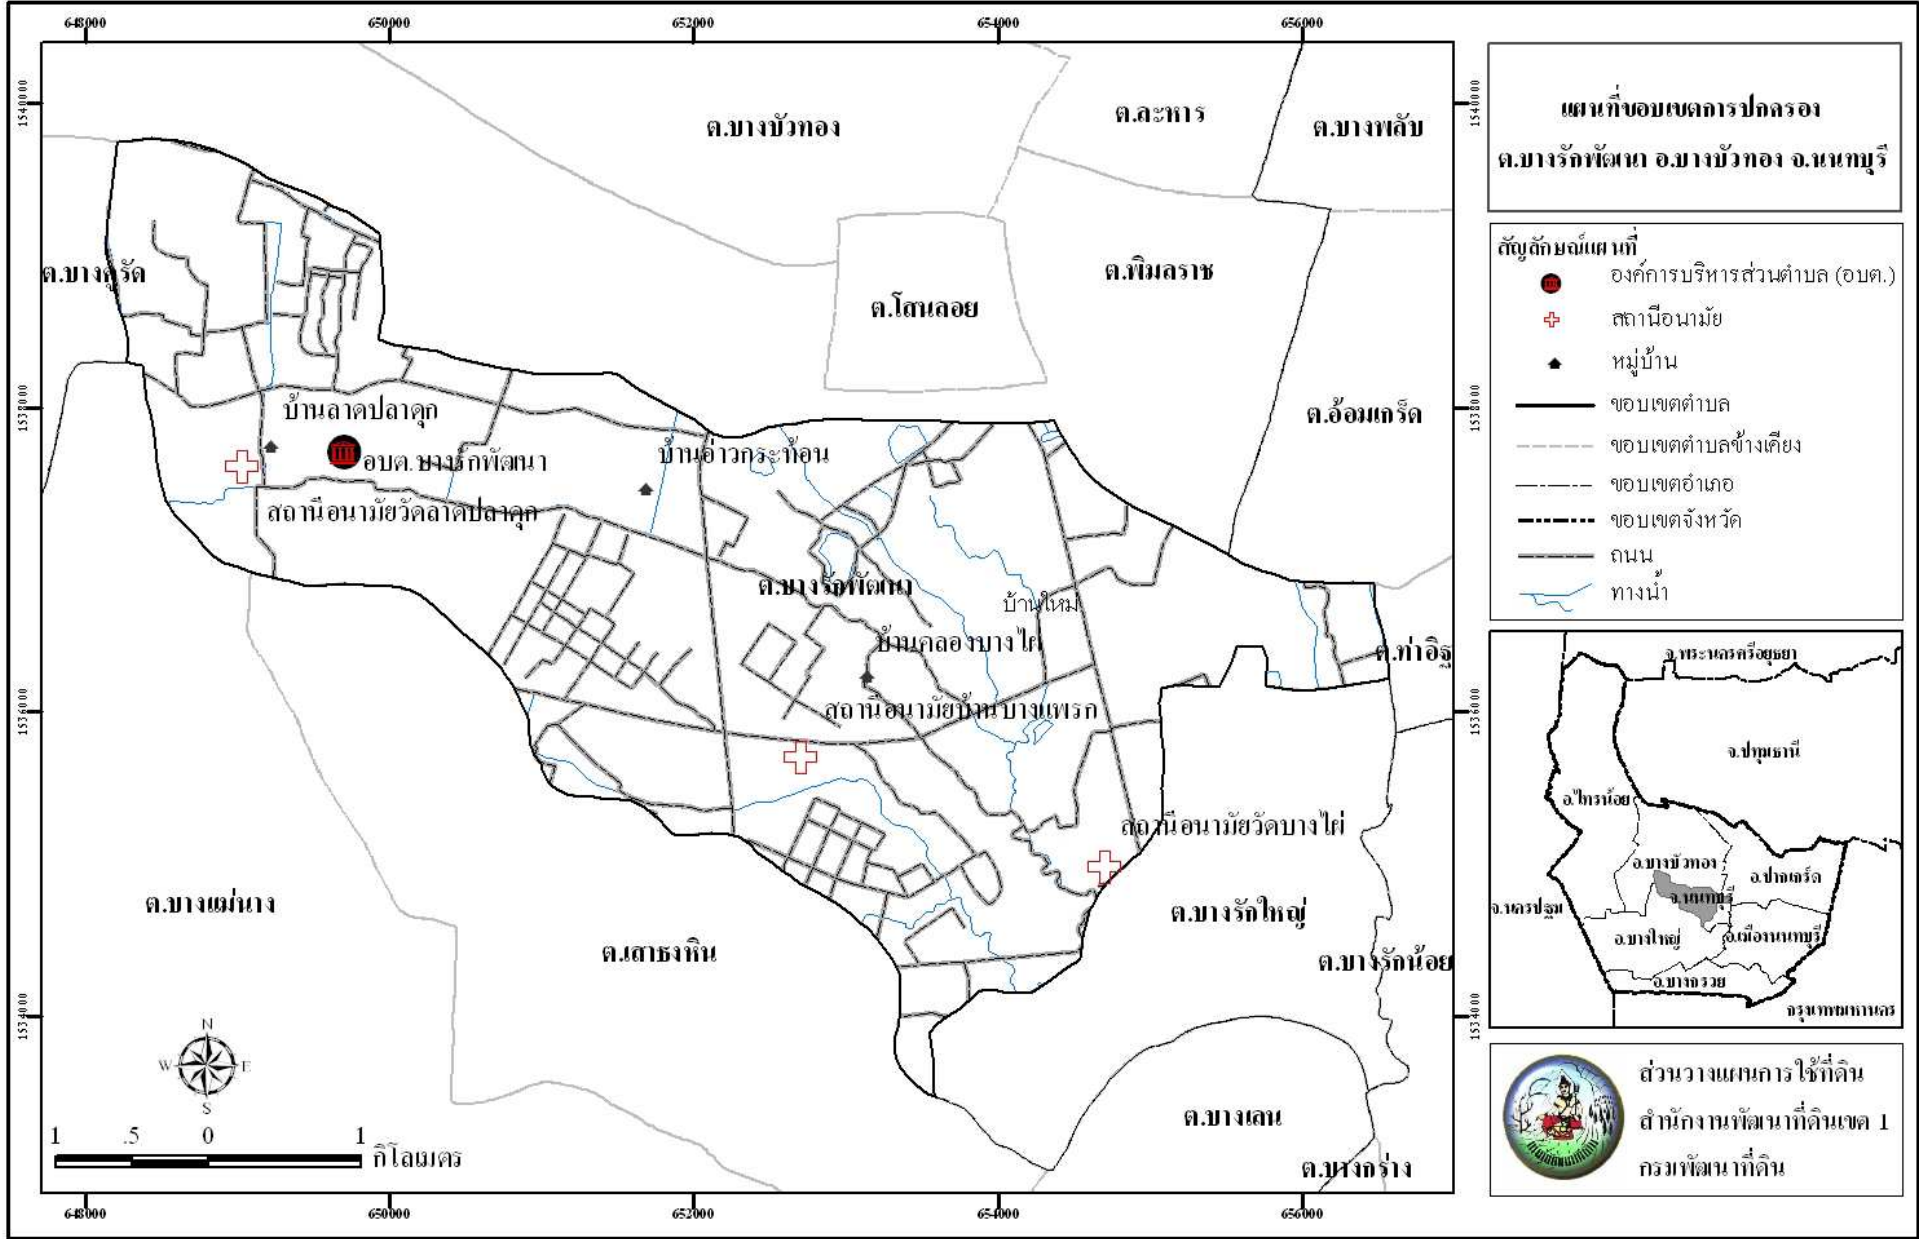 648000 650000 652000 654000 656000
1540000 1540000
1538000 1538000
1536000 1536000
1534000 1534000
ต.บางบัวทอง
ต.ละหาร
ต.บางพลับ
ต.บางคูรัด
ต.พิมลราช
ต.โสนลอย
ต.อ้อมเกร็ด
บ้านลาดปลาดุก
อบต.บางรักพัฒนา
บ้านอ่าวกระท้อน
สถานีอนามัยวัดลาดปลาดุก
ต.บางรักพัฒนา
บ้านใหม่
บ้านคลองบางไผ่
ต.ท่าอิฐ
สถานีอนามัยบ้านบางแพรก
สถานีอนามัยวัดบางไผ่
ต.บางแม่นาง
ต.เสาธงหิน
ต.บางรักใหญ่
ต.บางรักน้อย
ต.บางเลน
ต.บางกร่าง
N
W E
S
1 .5 0 1
กิโลเมตร
648000 650000 652000 654000 656000
แผนที่ขอบเขตการปกครอง
ต.บางรักพัฒนา อ.บางบัวทอง จ.นนทบุรี
สัญลักษณ์แผนที่
องค์การบริหารส่วนตำบล (อบต.)
สถานีอนามัย
หมู่บ้าน
ขอบเขตตำบล
ขอบเขตตำบลข้างเคียง
ขอบเขตอำเภอ
ขอบเขตจังหวัด
ถนน
ทางน้ำ
จ.พระนครศรีอยุธยา
จ.ปทุมธานี
อ.ไทรน้อย
อ.บางบัวทอง
อ.ปากเกร็ด
จ.นนทบุรี
จ.นครปฐม
อ.บางใหญ่
อ.เมืองนนทบุรี
อ.บางกรวย
กรุงเทพมหานคร
ส่วนวางแผนการใช้ที่ดิน
สำนักงานพัฒนาที่ดินเขต 1
กรมพัฒนาที่ดิน